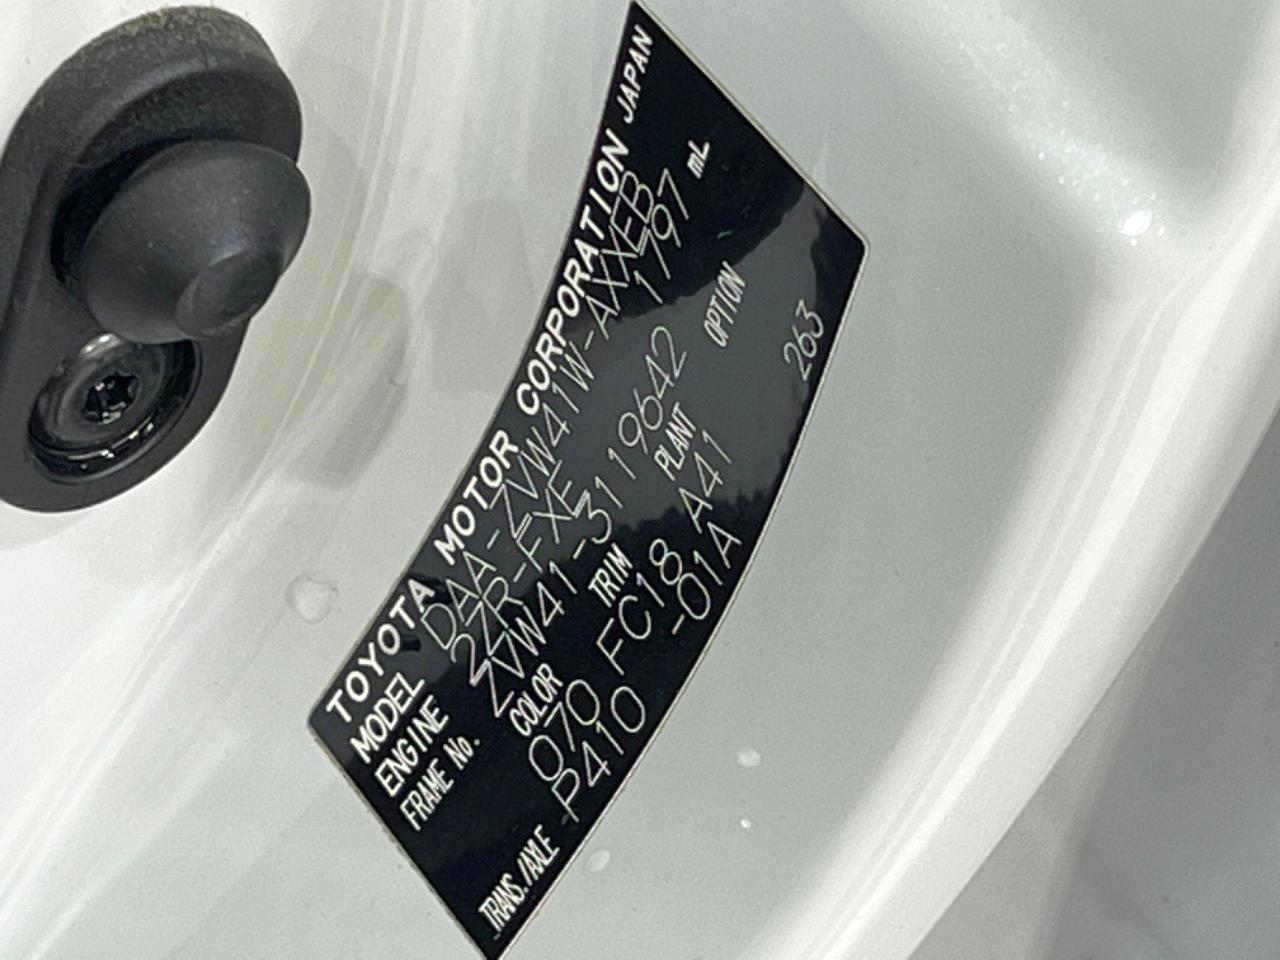 TOYOTA MOTOR CORPORATION JAPAN
MODEL DAA-ZVW41W-AXXEB
ENGINE 2ZR-FXE 1797 mL
FRAME No. ZVW41-3119642
COLOR TRIM PLANT OPTION
070 FC18 A41 263
TRANS./AXLE P410 -01A